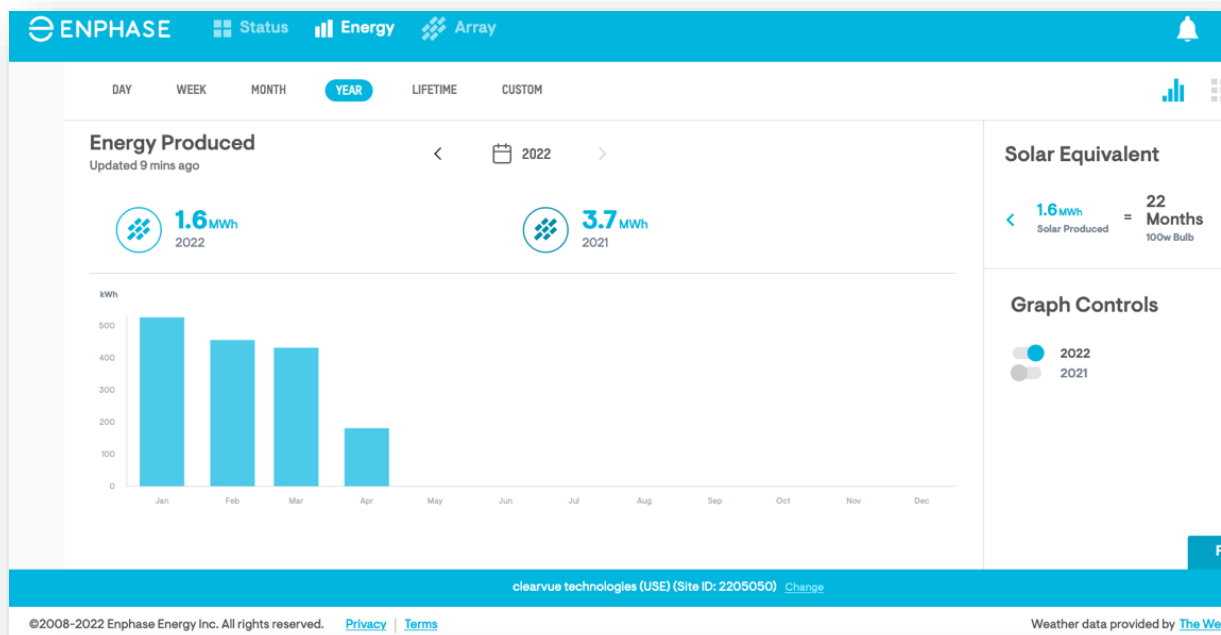 ENPHASE Status Energy Array
DAY WEEK MONTH YEAR LIFETIME CUSTOM
Energy Produced
Updated 9 mins ago
2022
1.6 MWh
2022
3.7 MWh
2021
kWh
500
400
300
200
100
0
Jan Feb Mar Apr May Jun Jul Aug Sep Oct Nov Dec
Solar Equivalent
1.6 MWh
Solar Produced
=
22
Months
100w Bulb
Graph Controls
2022
2021
clearvue technologies (USE) (Site ID: 2205050) Change
©2008-2022 Enphase Energy Inc. All rights reserved. Privacy | Terms
Weather data provided by The We